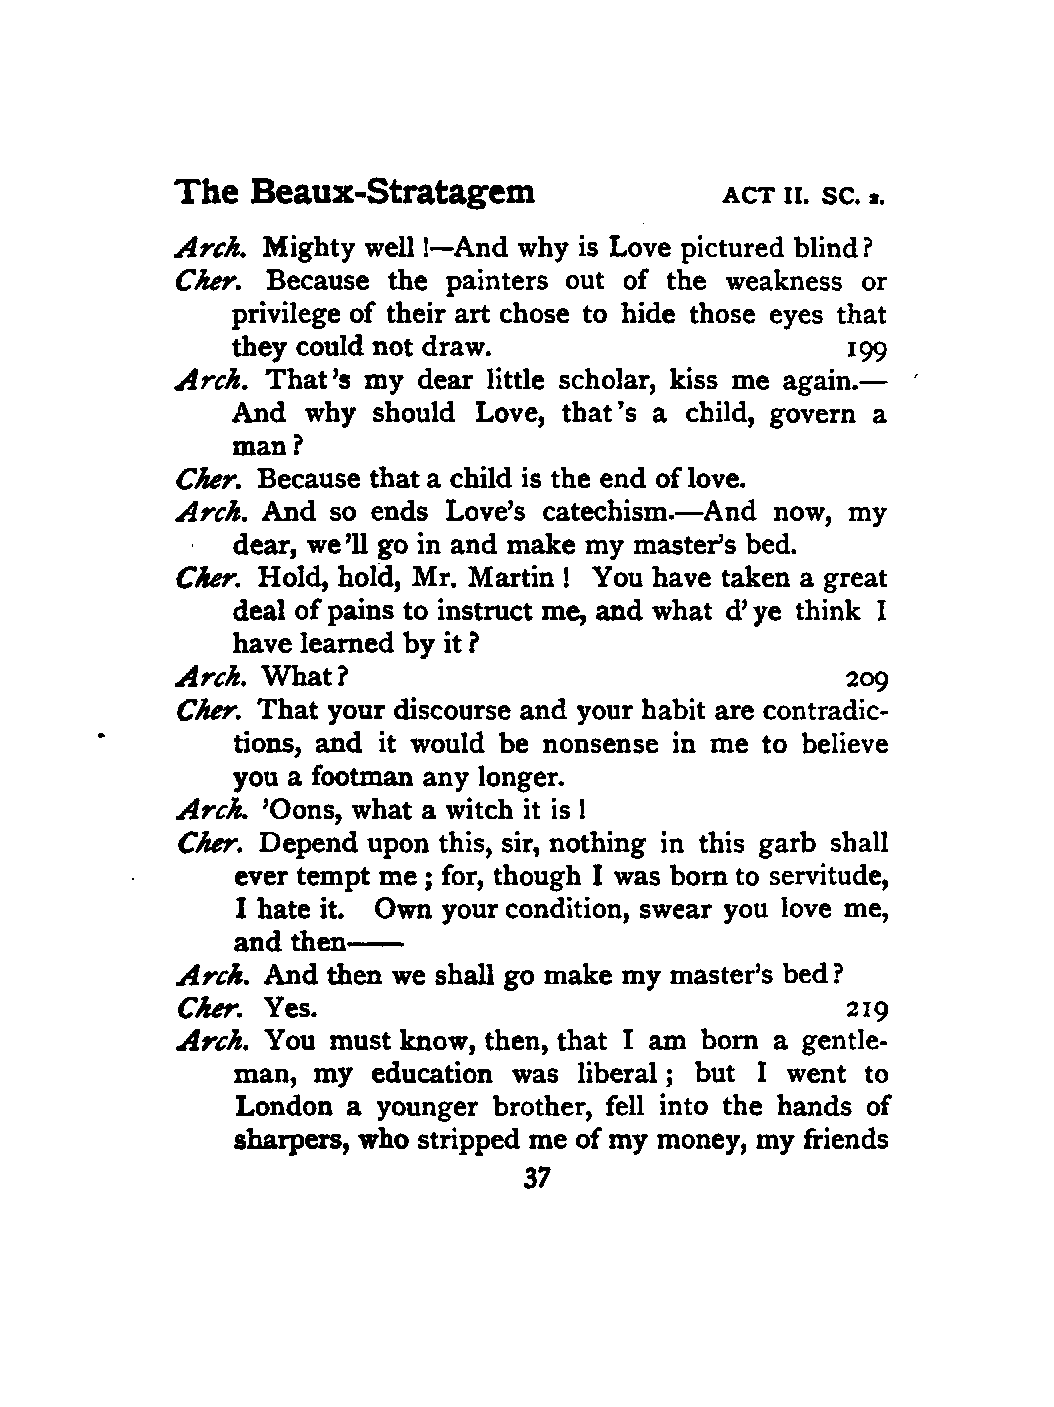 The Beaux-Stratagem ACT II. SC. 2.
Arch. Mighty well!—And why is Love pictured blind?
Cher. Because the painters out of the weakness or
privilege of their art chose to hide those eyes that
they could not draw. 199
Arch. That's my dear little scholar, kiss me again.—
And why should Love, that's a child, govern a
man?
Cher. Because that a child is the end of love.
Arch. And so ends Love's catechism.—And now, my
dear, we'll go in and make my master's bed.
Cher. Hold, hold, Mr. Martin! You have taken a great
deal of pains to instruct me, and what d'ye think I
have learned by it?
Arch. What? 209
Cher. That your discourse and your habit are contradic-
tions, and it would be nonsense in me to believe
you a footman any longer.
Arch. 'Oons, what a witch it is!
Cher. Depend upon this, sir, nothing in this garb shall
ever tempt me; for, though I was born to servitude,
I hate it. Own your condition, swear you love me,
and then——
Arch. And then we shall go make my master's bed?
Cher. Yes. 219
Arch. You must know, then, that I am born a gentle-
man, my education was liberal; but I went to
London a younger brother, fell into the hands of
sharpers, who stripped me of my money, my friends
37